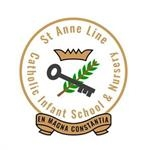 St Anne Line
Catholic Infant School & Nursery
EN MAGNA CONSTANTIA